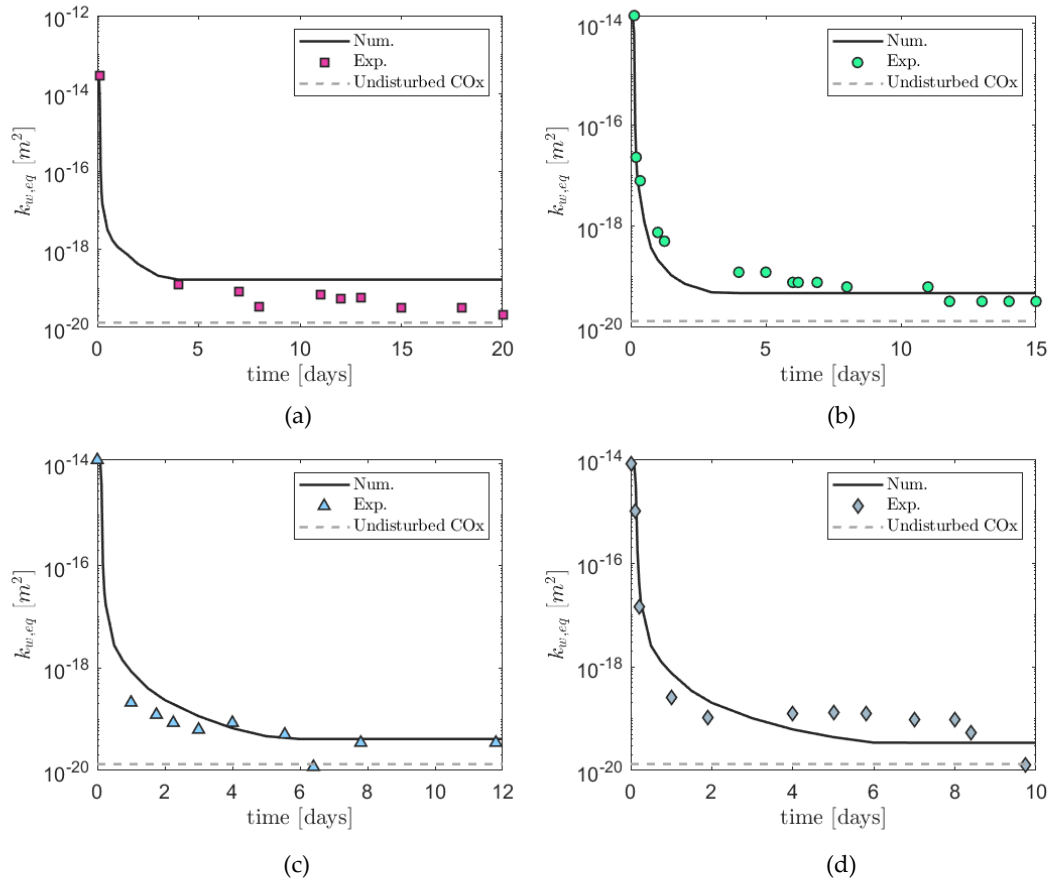 10^-12
10^-14
10^-16
10^-18
10^-20
k_{w,eq} [m^2]
0 5 10 15 20
time [days]
Num.
Exp.
Undisturbed COx
(a)
10^-14
10^-16
10^-18
10^-20
k_{w,eq} [m^2]
0 5 10 15
time [days]
Num.
Exp.
Undisturbed COx
(b)
10^-14
10^-16
10^-18
10^-20
k_{w,eq} [m^2]
0 2 4 6 8 10 12
time [days]
Num.
Exp.
Undisturbed COx
(c)
10^-14
10^-16
10^-18
10^-20
k_{w,eq} [m^2]
0 2 4 6 8 10
time [days]
Num.
Exp.
Undisturbed COx
(d)